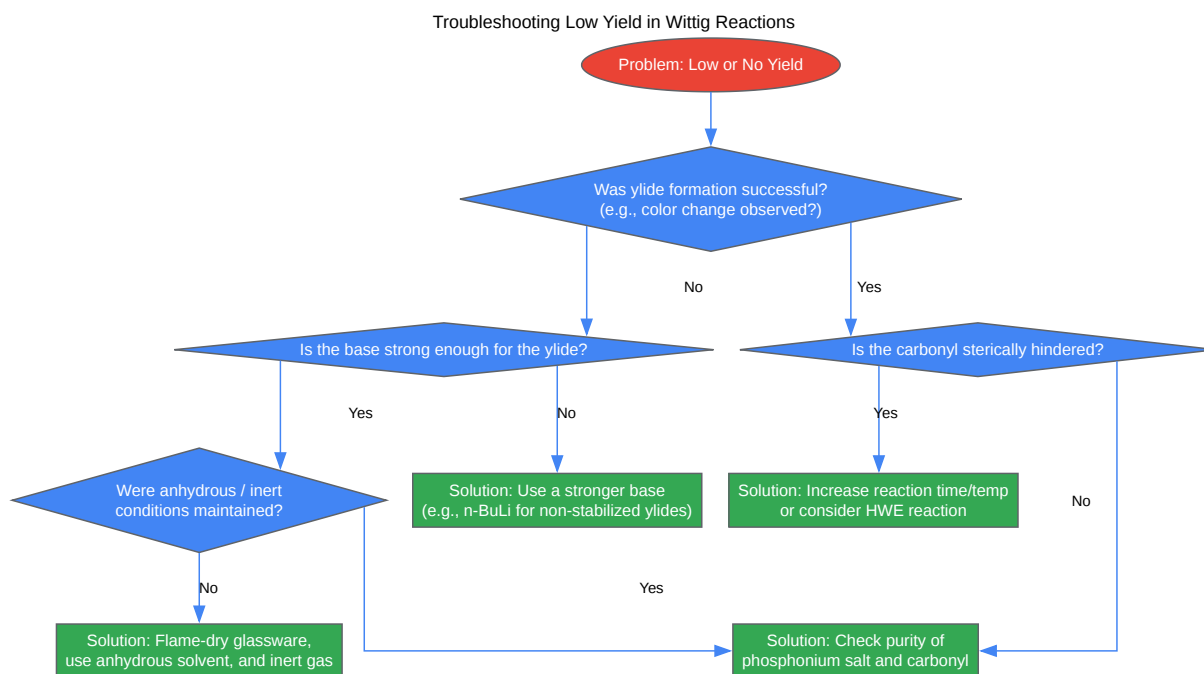 Troubleshooting Low Yield in Wittig Reactions
Problem: Low or No Yield
Was ylide formation successful?
(e.g., color change observed?)
No
Yes
Is the base strong enough for the ylide?
Is the carbonyl sterically hindered?
Yes
No
Yes
No
Were anhydrous / inert
conditions maintained?
Solution: Use a stronger base
(e.g., n-BuLi for non-stabilized ylides)
Solution: Increase reaction time/temp
or consider HWE reaction
No
Yes
Solution: Flame-dry glassware,
use anhydrous solvent, and inert gas
Solution: Check purity of
phosphonium salt and carbonyl